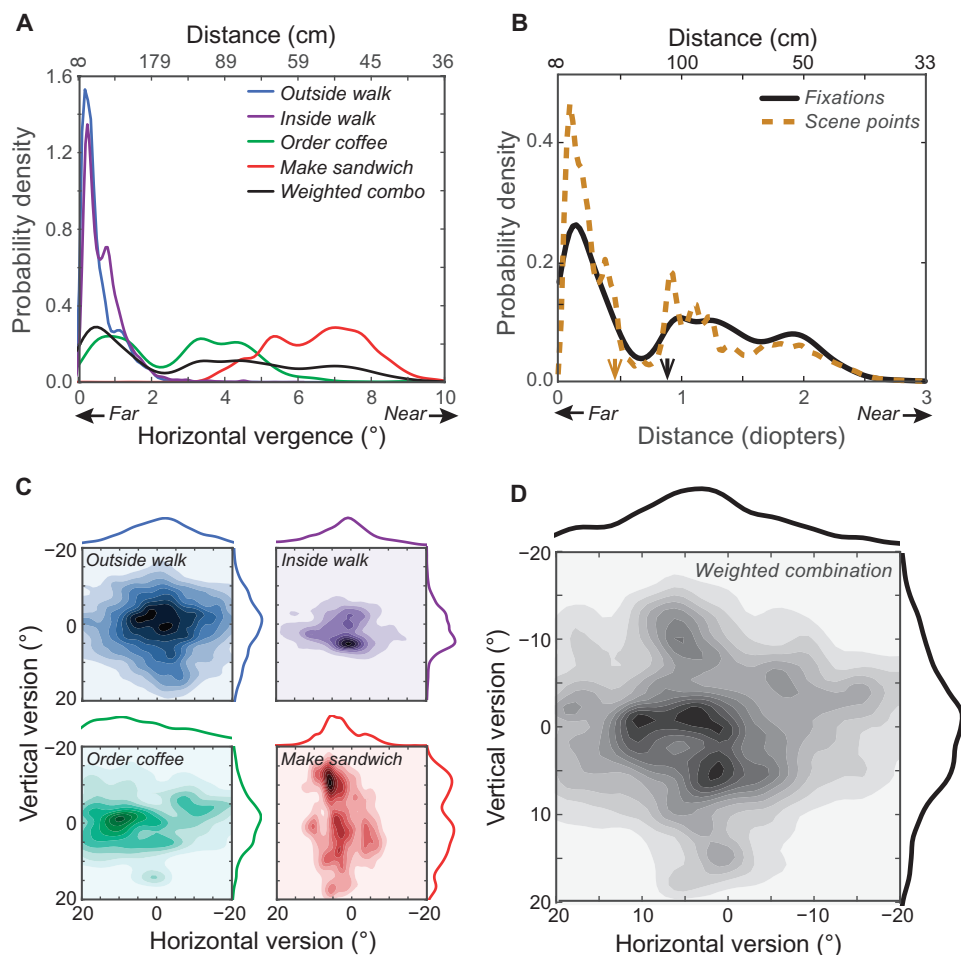 A
Distance (cm)
∞ 179 89 59 45 36
Probability density
1.6
1.2
0.8
0.4
0.0
Outside walk
Inside walk
Order coffee
Make sandwich
Weighted combo
0 2 4 6 8 10
Far Near
Horizontal vergence (°)
B
Distance (cm)
∞ 100 50 33
Probability density
0.4
0.2
0.0
Fixations
Scene points
0 1 2 3
Far Near
Distance (diopters)
C
Vertical version (°)
−20
0
20
Outside walk
Inside walk
−20
0
20
Order coffee
Make sandwich
20 0 −20 20 0 −20
Horizontal version (°)
D
Vertical version (°)
−20
−10
0
10
20
Weighted combination
20 10 0 −10 −20
Horizontal version (°)